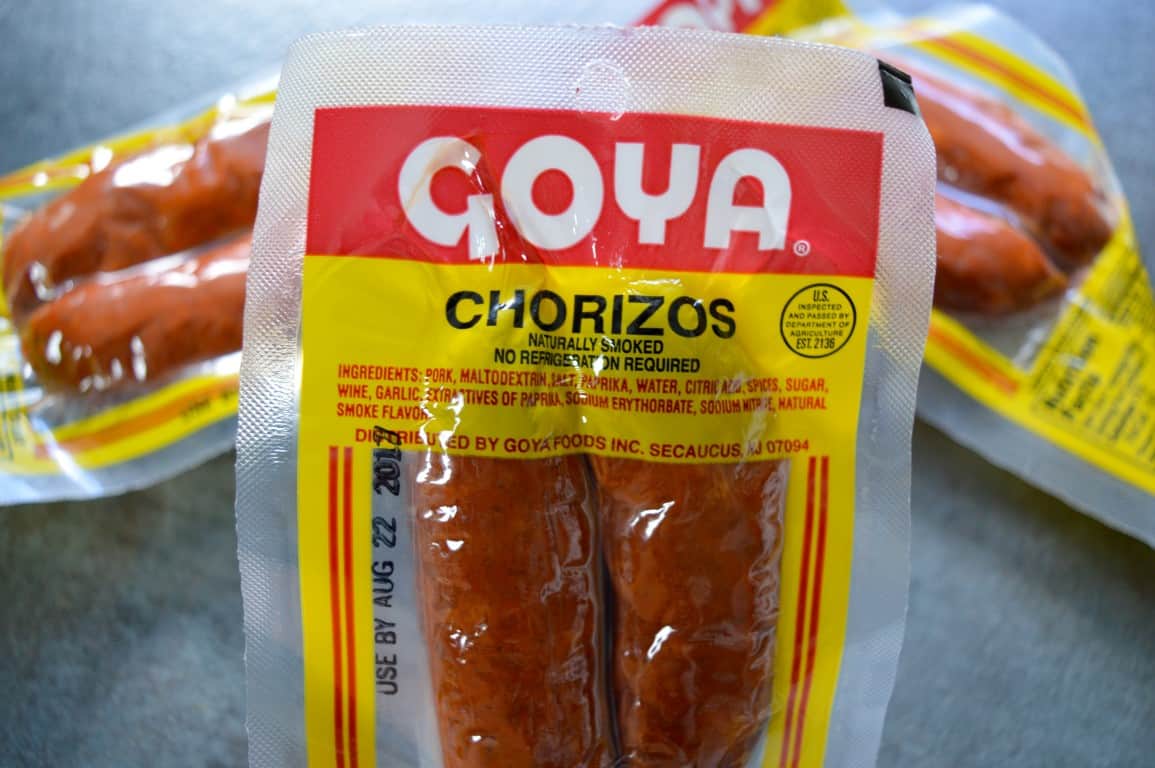 GOYA®
CHORIZOS
NATURALLY SMOKED
NO REFRIGERATION REQUIRED
U.S.
INSPECTED
AND PASSED BY
DEPARTMENT OF
AGRICULTURE
EST. 2136
INGREDIENTS: PORK, MALTODEXTRIN, SALT, PAPRIKA, WATER, CITRIC ACID, SPICES, SUGAR,
WINE, GARLIC, EXTRACTIVES OF PAPRIKA, SODIUM ERYTHORBATE, SODIUM NITRITE, NATURAL
SMOKE FLAVOR
DISTRIBUTED BY GOYA FOODS INC. SECAUCUS, NJ 07094
USE BY AUG 22 2017